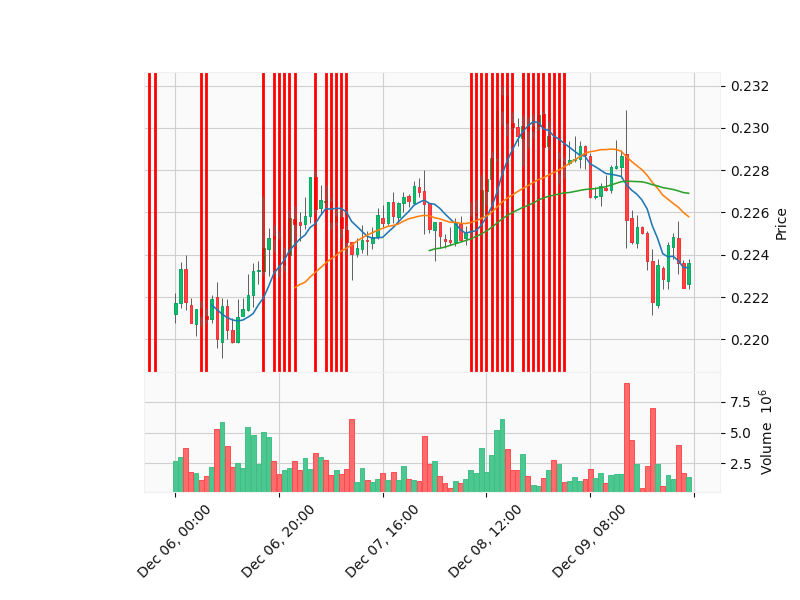 0.232
0.230
0.228
0.226
0.224
0.222
0.220
Price
7.5
5.0
2.5
Volume 10^6
Dec 06, 00:00
Dec 06, 20:00
Dec 07, 16:00
Dec 08, 12:00
Dec 09, 08:00